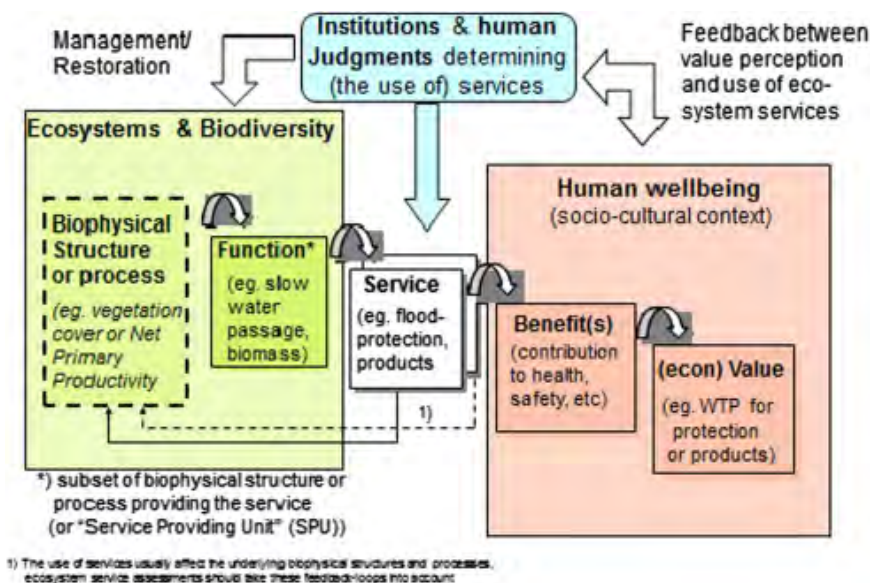 Institutions & human
Judgments determining
(the use of) services
Management/
Restoration
Feedback between
value perception
and use of eco-
system services
Ecosystems & Biodiversity
Biophysical
Structure
or process
(eg. vegetation
cover or Net
Primary
Productivity
Function*
(eg. slow
water
passage,
biomass)
Service
(eg. flood-
protection,
products
Human wellbeing
(socio-cultural context)
Benefit(s)
(contribution
to health,
safety, etc)
(econ) Value
(eg. WTP for
protection
or products)
1)
*) subset of biophysical structure or
process providing the service
(or "Service Providing Unit" (SPU))
1) The use of services usually affect the underlying biophysical structures and processes,
ecosystem service assessments should take these feedback-loops into account